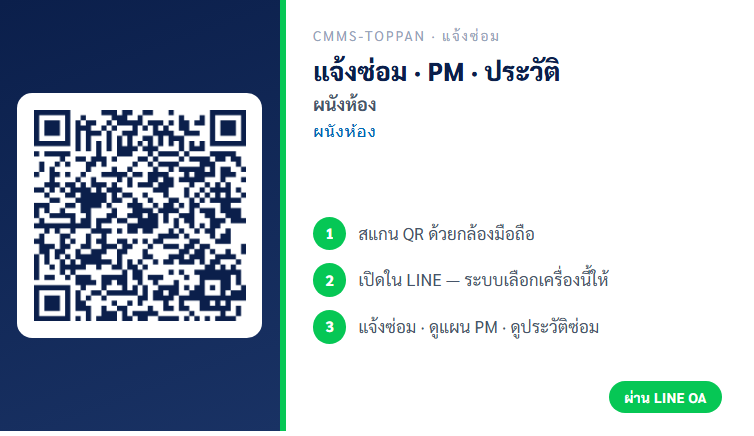 CMMS-TOPPAN · แจ้งซ่อม
แจ้งซ่อม · PM · ประวัติ
ผนังห้อง
ผนังห้อง
1 สแกน QR ด้วยกล้องมือถือ
2 เปิดใน LINE — ระบบเลือกเครื่องนี้ให้
3 แจ้งซ่อม · ดูแผน PM · ดูประวัติซ่อม
ผ่าน LINE OA